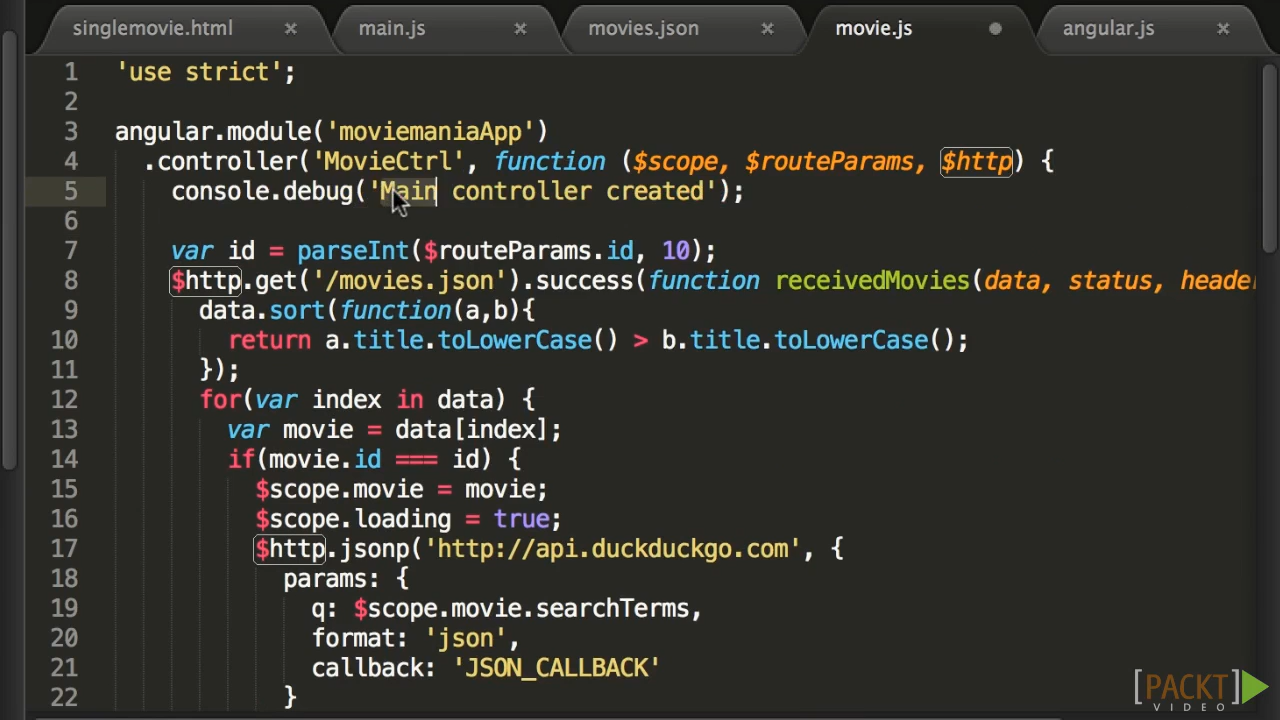 singlemovie.html × main.js × movies.json × movie.js angular.js ×
1 'use strict';
2
3 angular.module('moviemaniaApp')
4 .controller('MovieCtrl', function ($scope, $routeParams, $http) {
5 console.debug('Main controller created');
6
7 var id = parseInt($routeParams.id, 10);
8 $http.get('/movies.json').success(function receivedMovies(data, status, header
9 data.sort(function(a,b){
10 return a.title.toLowerCase() > b.title.toLowerCase();
11 });
12 for(var index in data) {
13 var movie = data[index];
14 if(movie.id === id) {
15 $scope.movie = movie;
16 $scope.loading = true;
17 $http.jsonp('http://api.duckduckgo.com', {
18 params: {
19 q: $scope.movie.searchTerms,
20 format: 'json',
21 callback: 'JSON_CALLBACK'
22 }
[PACKT]
VIDEO